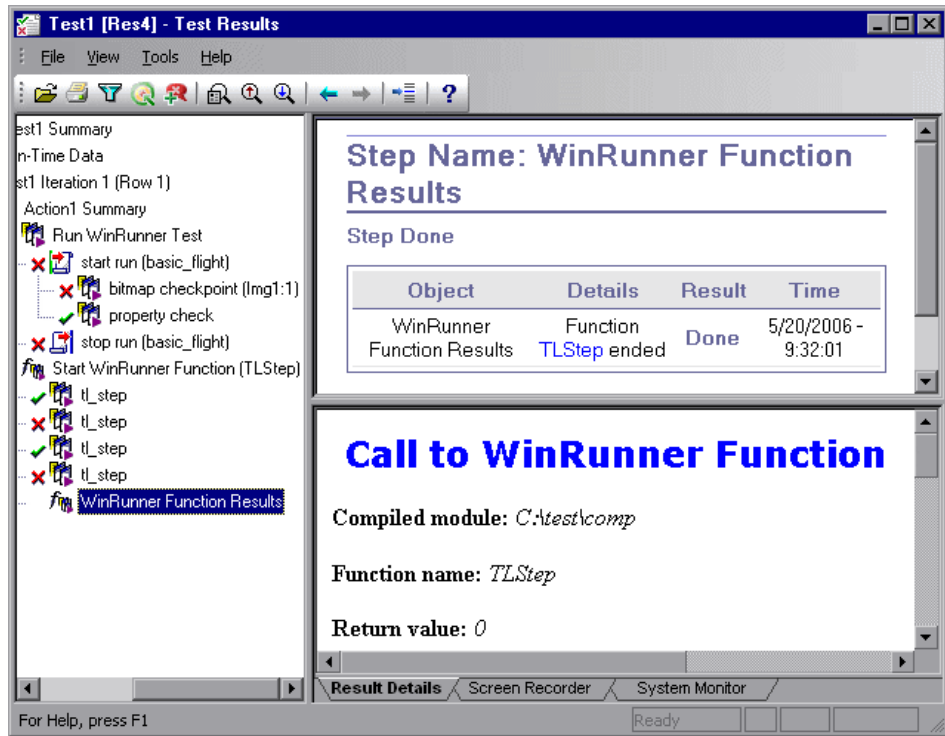 Test1 [Res4] - Test Results
File View Tools Help
est1 Summary
n-Time Data
st1 Iteration 1 (Row 1)
Action1 Summary
Run WinRunner Test
start run (basic_flight)
bitmap checkpoint (Img1:1)
property check
stop run (basic_flight)
Start WinRunner Function (TLStep)
tl_step
tl_step
tl_step
tl_step
WinRunner Function Results
Step Name: WinRunner Function
Results
Step Done
Object Details Result Time
WinRunner Function Results Function TLStep ended Done 5/20/2006 - 9:32:01
Call to WinRunner Function
Compiled module: C:\test\comp
Function name: TLStep
Return value: 0
Result Details Screen Recorder System Monitor
For Help, press F1 Ready